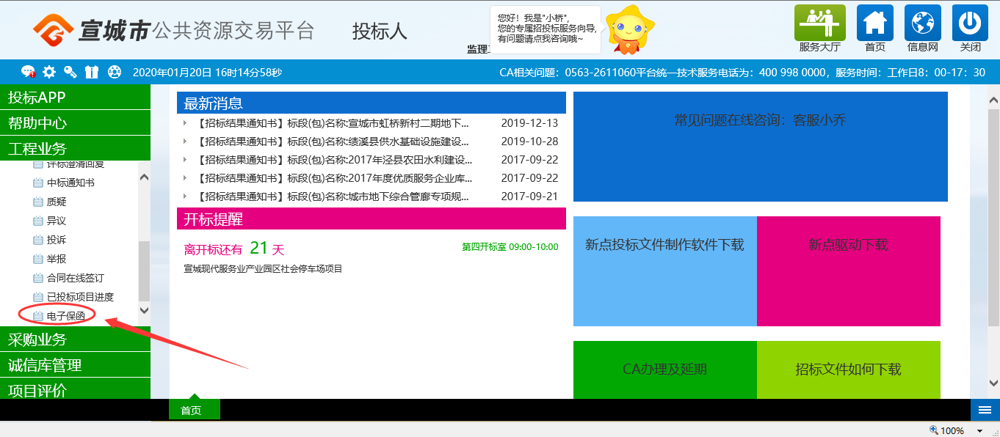 宣城市公共资源交易平台
投标人
您好！我是"小桥",
您的专属招投标服务向导,
有问题请点我咨询哦~
监理工
服务大厅
首页
信息网
关闭
2020年01月20日 16时14分58秒
CA相关问题：0563-2611060平台统一技术服务电话为：400 998 0000，服务时间：工作日8：00-17：30
投标APP
帮助中心
工程业务
评标澄清回复
中标通知书
质疑
异议
投诉
举报
合同在线签订
已投标项目进度
电子保函
采购业务
诚信库管理
项目评价
最新消息
【招标结果通知书】标段(包)名称:宣城市虹桥新村二期地下... 2019-12-13
【招标结果通知书】标段(包)名称:绩溪县供水基础设施建设... 2019-10-28
【招标结果通知书】标段(包)名称:2017年泾县农田水利建设... 2017-09-22
【招标结果通知书】标段(包)名称:2017年度优质服务企业库... 2017-09-22
【招标结果通知书】标段(包)名称:城市地下综合管廊专项规... 2017-09-21
开标提醒
离开标还有 21 天
第四开标室 09:00-10:00
宣城现代服务业产业园区社会停车场项目
常见问题在线咨询：客服小乔
新点投标文件制作软件下载
新点驱动下载
CA办理及延期
招标文件如何下载
首页
100%